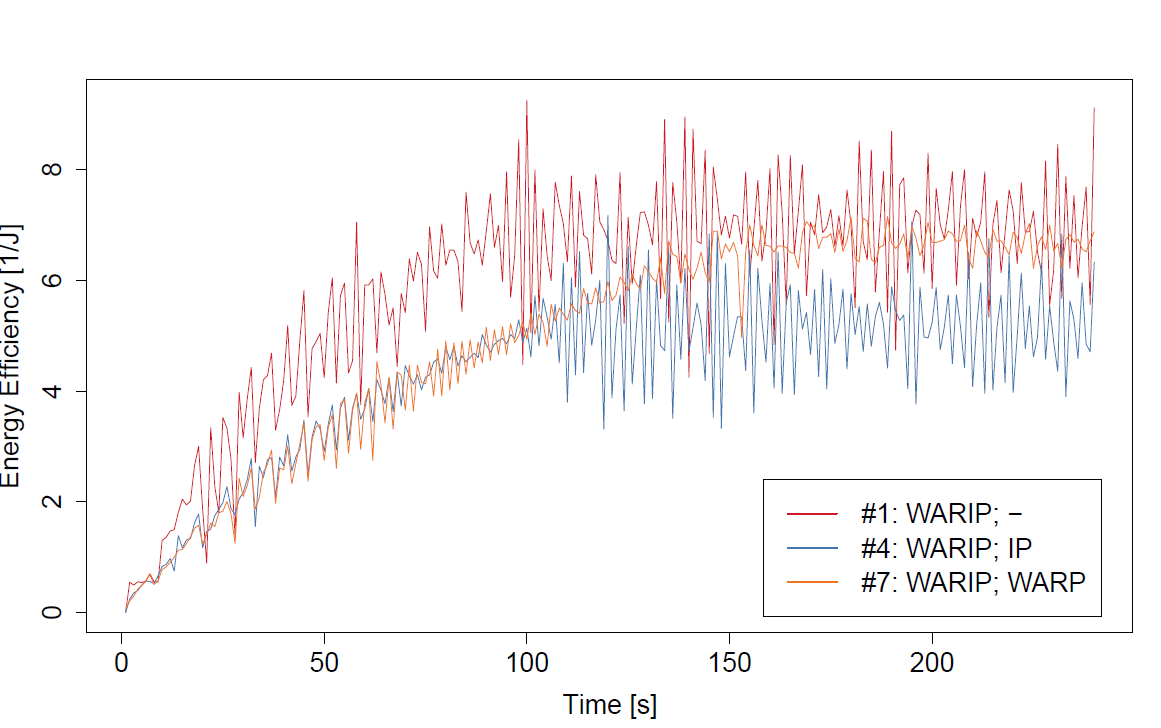 Energy Efficiency [1/J]
8
6
4
2
0
#1: WARIP; −
#4: WARIP; IP
#7: WARIP; WARP
0 50 100 150 200
Time [s]